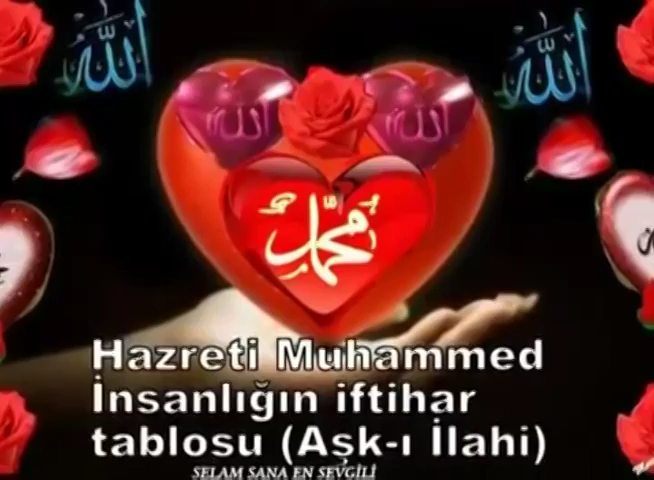 الله الله
الله الله
محمد
Hazreti Muhammed
İnsanlığın iftihar
tablosu (Aşk-ı İlahi)
SELAM SANA EN SEVGİLİ